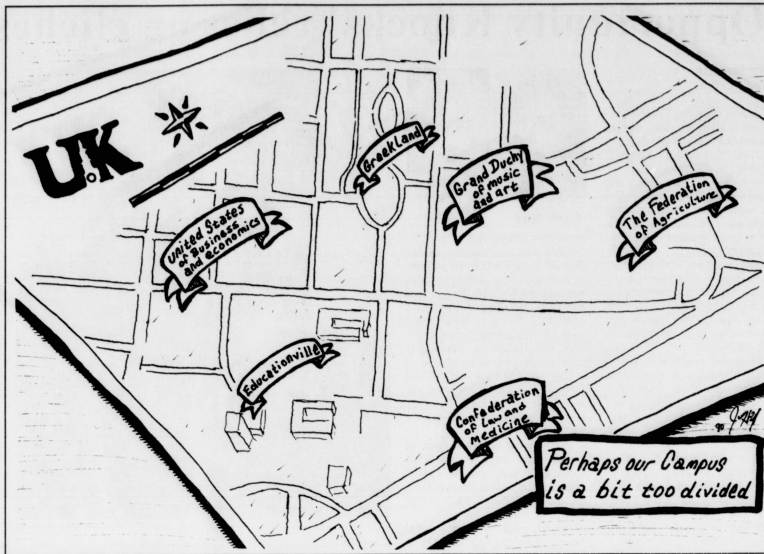 U.K
Greekland
Grand Duchy
of music
and art
The Federation
of Agriculture
United States
of Business
and economics
Educationville
Confederation
of Law and
Medicine
90
Perhaps our Campus
is a bit too divided